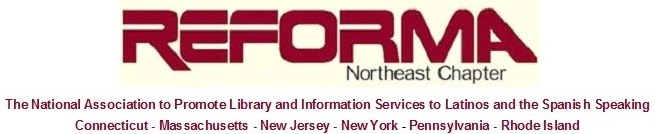 REFORMA
Northeast Chapter
The National Association to Promote Library and Information Services to Latinos and the Spanish Speaking
Connecticut - Massachusetts - New Jersey - New York - Pennsylvania - Rhode Island